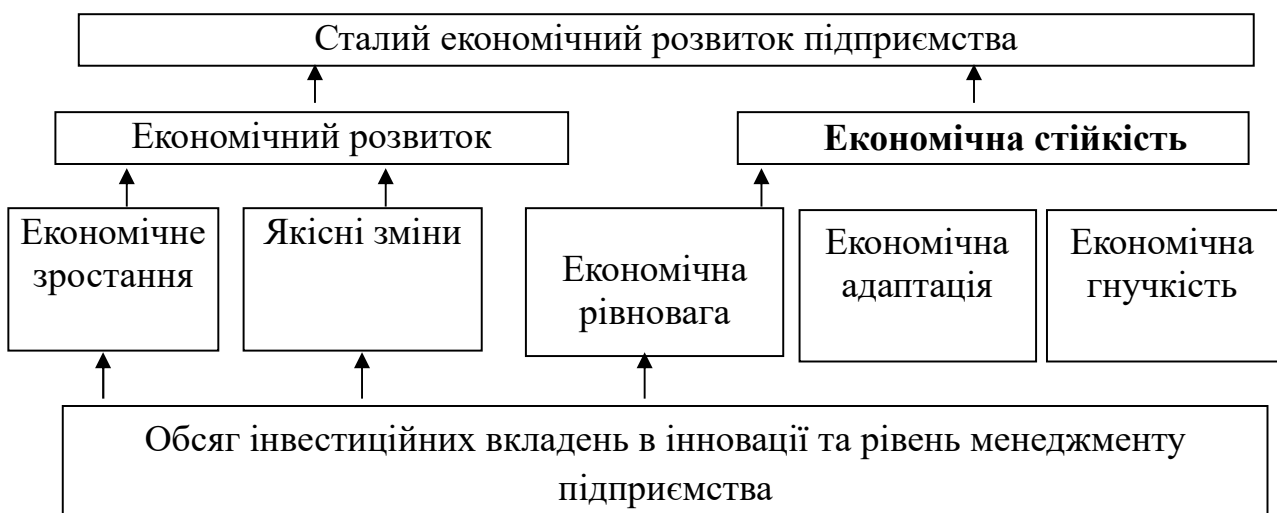 Сталий економічний розвиток підприємства
Економічний розвиток
Економічна стійкість
Економічне
зростання
Якісні зміни
Економічна
рівновага
Економічна
адаптація
Економічна
гнучкість
Обсяг інвестиційних вкладень в інновації та рівень менеджменту
підприємства